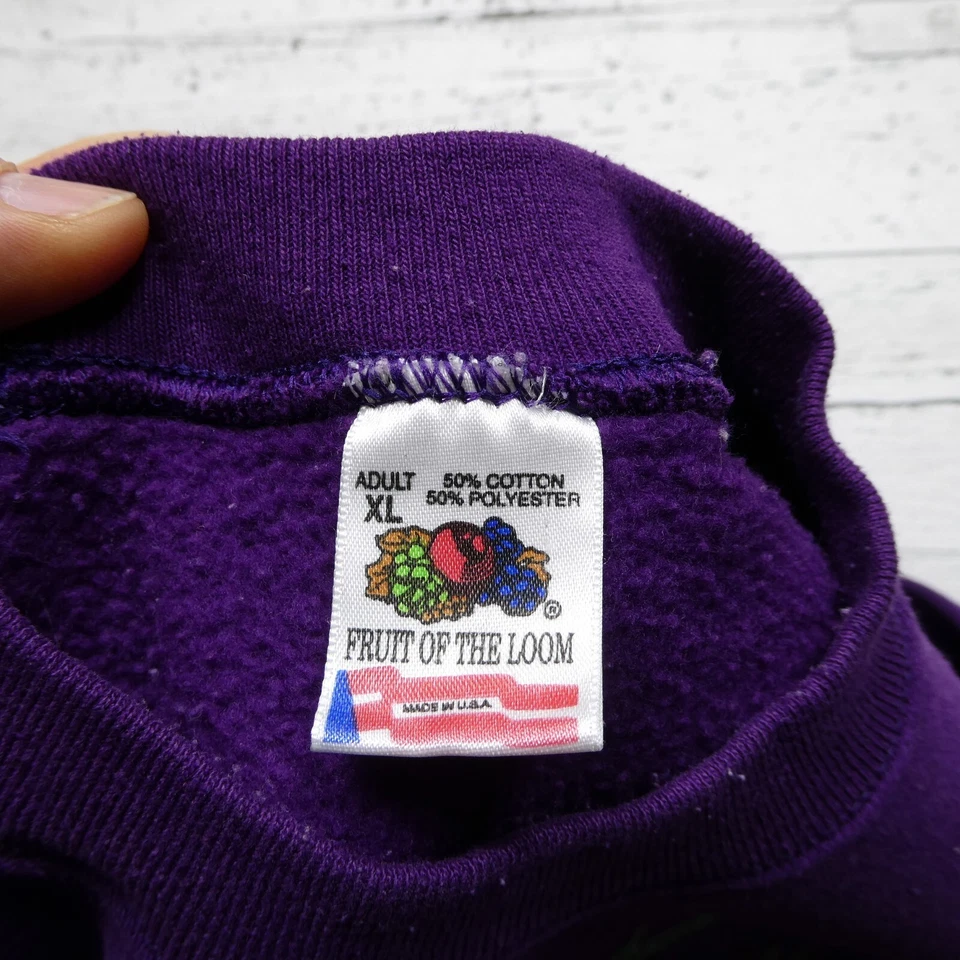 ADULT
XL
50% COTTON
50% POLYESTER
®
FRUIT OF THE LOOM
MADE IN U.S.A.